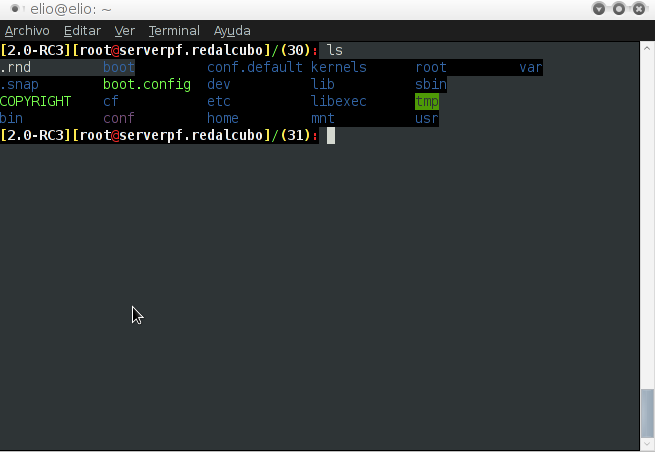 elio@elio: ~
Archivo Editar Ver Terminal Ayuda
[2.0-RC3][root@serverpf.redalcubo]/(30): ls
.rnd boot conf.default kernels root var
.snap boot.config dev lib sbin
COPYRIGHT cf etc libexec tmp
bin conf home mnt usr
[2.0-RC3][root@serverpf.redalcubo]/(31):